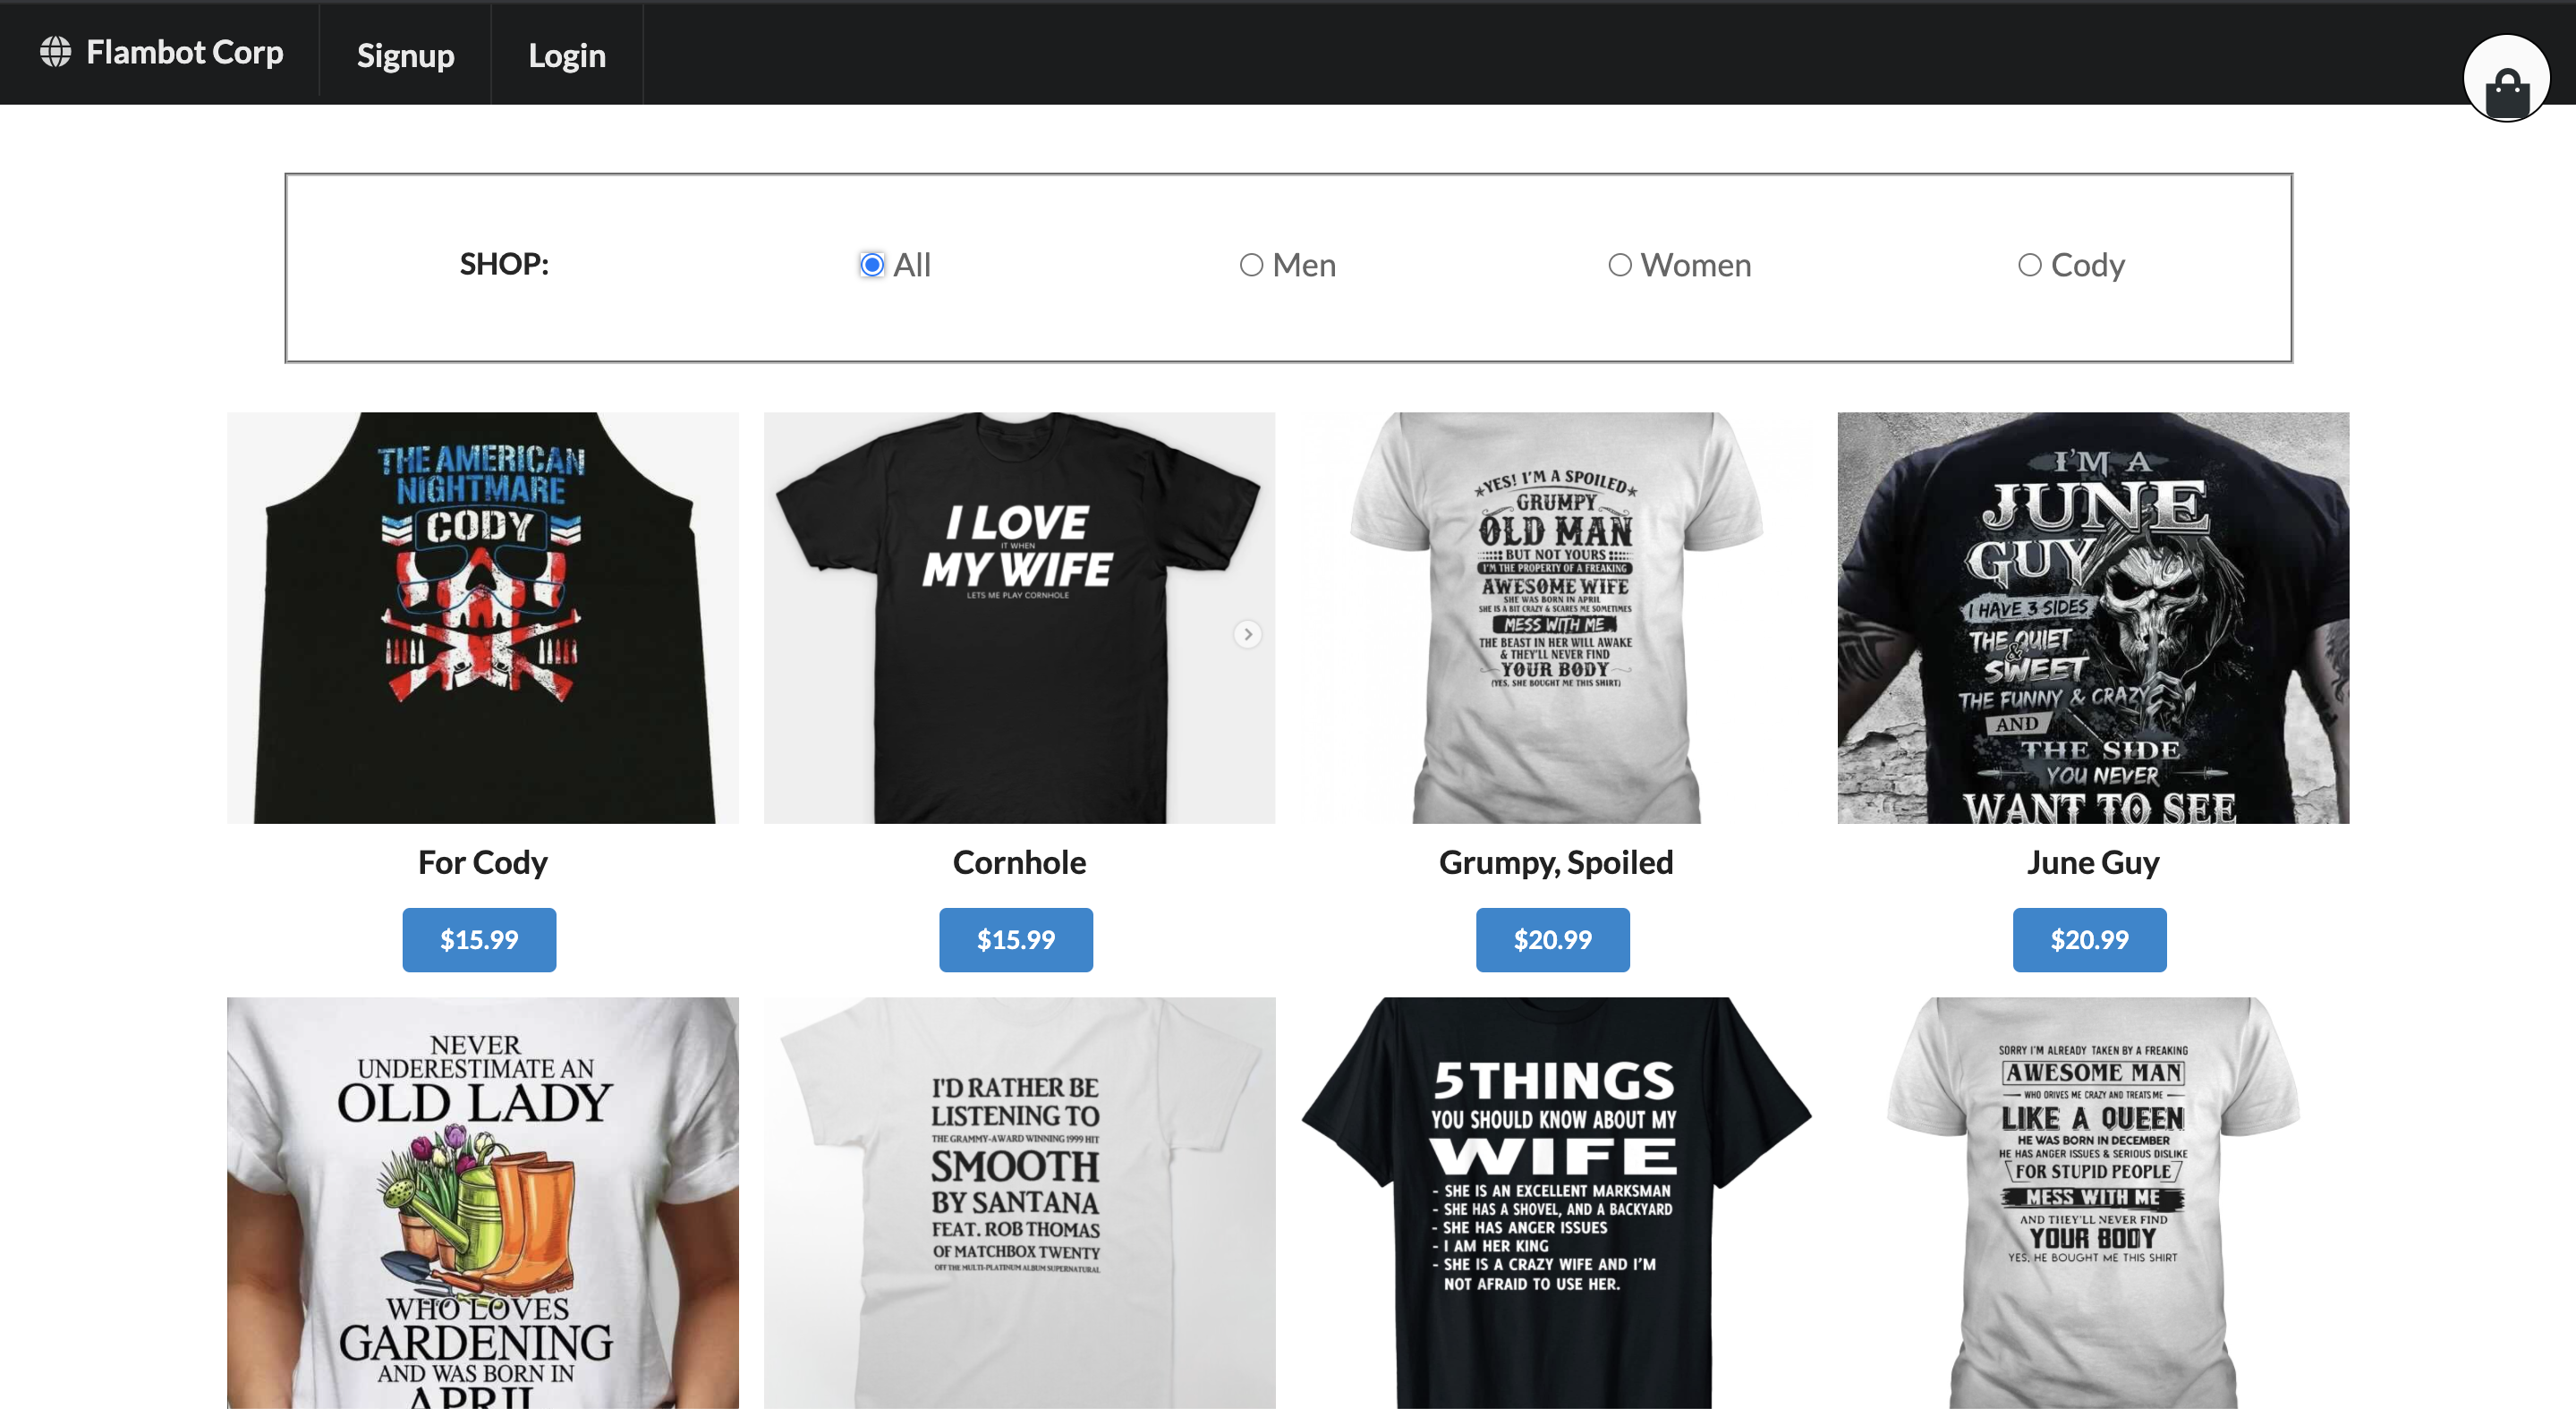 Flambot Corp
Signup
Login
SHOP:
All
Men
Women
Cody
THE AMERICAN
NIGHTMARE
CODY
I LOVE
IT WHEN
MY WIFE
LETS ME PLAY CORNHOLE
YES! I'M A SPOILED
GRUMPY
OLD MAN
BUT NOT YOURS
I'M THE PROPERTY OF A FREAKING
AWESOME WIFE
SHE WAS BORN IN APRIL
SHE IS A BIT CRAZY & SCARES ME SOMETIMES
MESS WITH ME
THE BEAST IN HER WILL AWAKE
& THEY'LL NEVER FIND
YOUR BODY
(YES, SHE BOUGHT ME THIS SHIRT)
I'M A
JUNE
GUY
I HAVE 3 SIDES
THE QUIET
&
SWEET
THE FUNNY & CRAZY
AND
THE SIDE
YOU NEVER
WANT TO SEE
For Cody
Cornhole
Grumpy, Spoiled
June Guy
$15.99
$15.99
$20.99
$20.99
NEVER
UNDERESTIMATE AN
OLD LADY
WHO LOVES
GARDENING
AND WAS BORN IN
APRIL
I'D RATHER BE
LISTENING TO
THE GRAMMY-AWARD WINNING 1999 HIT
SMOOTH
BY SANTANA
FEAT. ROB THOMAS
OF MATCHBOX TWENTY
OFF THE MULTI-PLATINUM ALBUM SUPERNATURAL
5 THINGS
YOU SHOULD KNOW ABOUT MY
WIFE
- SHE IS AN EXCELLENT MARKSMAN
- SHE HAS A SHOVEL, AND A BACKYARD
- SHE HAS ANGER ISSUES
- I AM HER KING
- SHE IS A CRAZY WIFE AND I'M
NOT AFRAID TO USE HER.
SORRY I'M ALREADY TAKEN BY A FREAKING
AWESOME MAN
WHO DRIVES ME CRAZY AND TREATS ME
LIKE A QUEEN
HE WAS BORN IN DECEMBER
HE HAS ANGER ISSUES & SERIOUS DISLIKE
FOR STUPID PEOPLE
MESS WITH ME
AND THEY'LL NEVER FIND
YOUR BODY
YES, HE BOUGHT ME THIS SHIRT